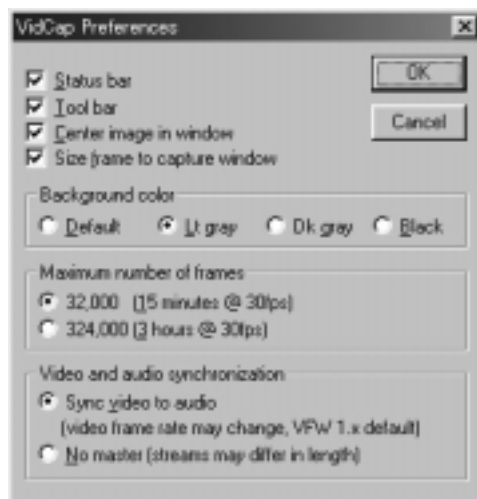 VidCap Preferences
Status bar
Tool bar
Center image in window
Size frame to capture window
OK
Cancel
Background color
Default
Lt gray
Dk gray
Black
Maximum number of frames
32,000 (15 minutes @ 30fps)
324,000 (3 hours @ 30fps)
Video and audio synchronization
Sync video to audio
(video frame rate may change, VFW 1.x default)
No master (streams may differ in length)